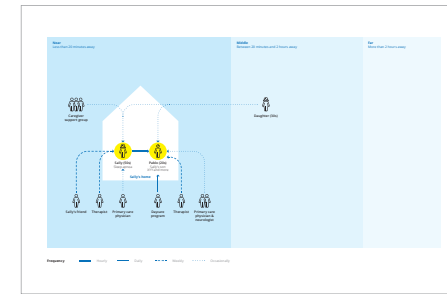 Near
Less than 30 minutes away
Middle
Between 30 minutes and 2 hours away
Far
More than 2 hours away
Caregiver
support group
Daughter (30s)
Sally (50s)
Pablo (20s)
Sally's Home
Sally's friend
Therapist
Primary care
physician
Daycare
program
Therapist
Primary care
physician &
neurologist
Frequency
Hourly
Daily
Weekly
Occasionally